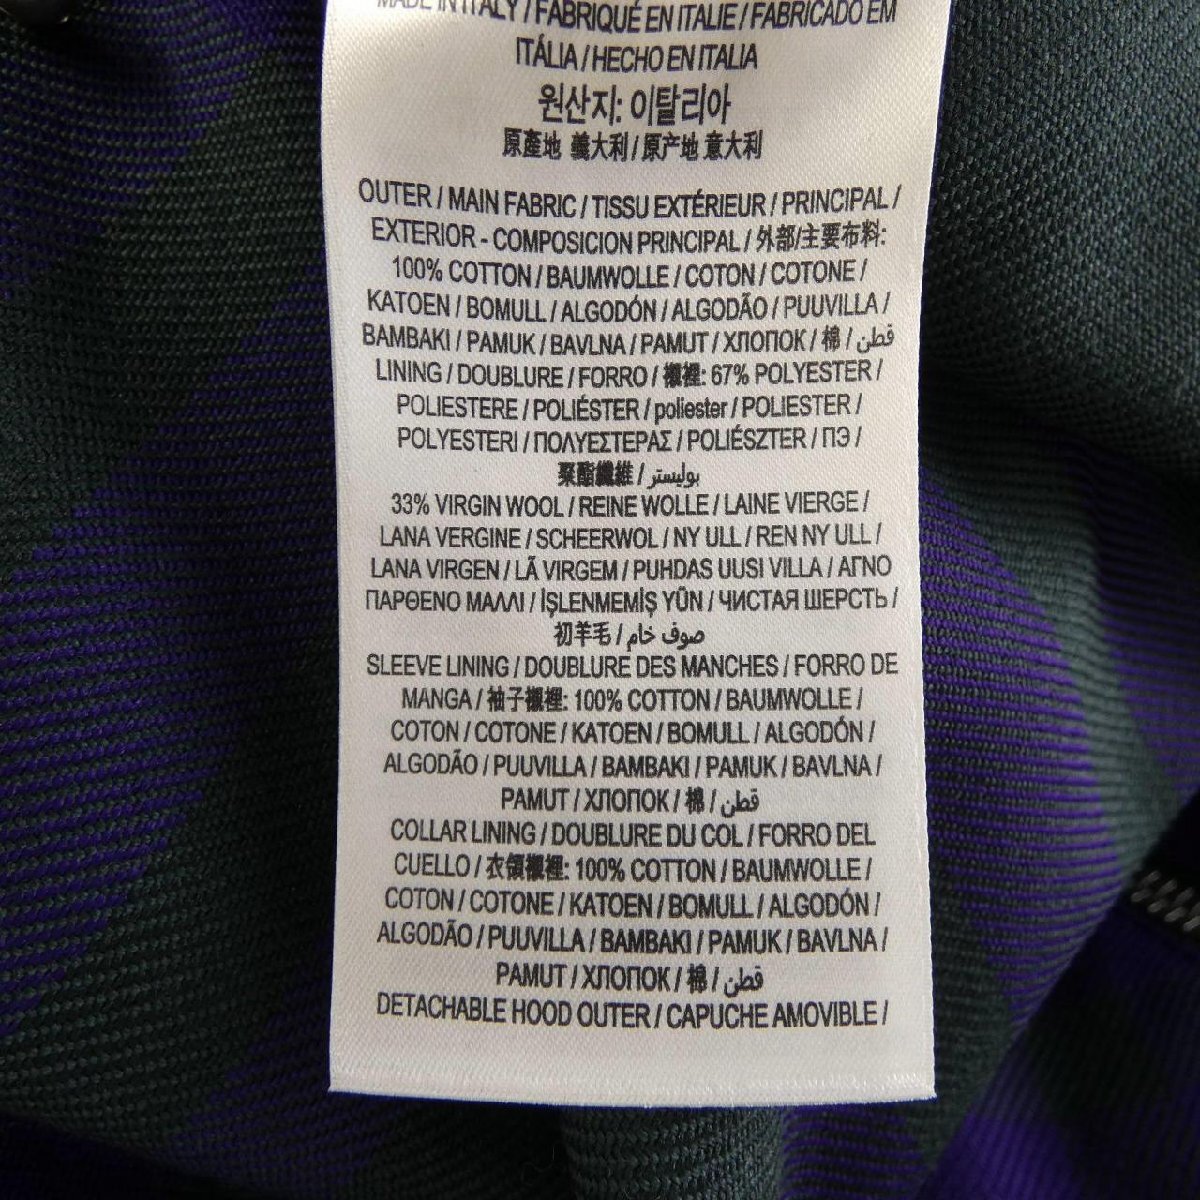 MADE IN ITALY / FABRIQUÉ EN ITALIE / FABRICADO EM
ITÁLIA / HECHO EN ITALIA
원산지: 이탈리아
原產地 義大利 / 原产地 意大利
OUTER / MAIN FABRIC / TISSU EXTÉRIEUR / PRINCIPAL /
EXTERIOR - COMPOSICION PRINCIPAL / 外部/主要布料:
100% COTTON / BAUMWOLLE / COTON / COTONE /
KATOEN / BOMULL / ALGODÓN / ALGODÃO / PUUVILLA /
BAMBAKI / PAMUK / BAVLNA / PAMUT / ХЛОПОК / 棉 / قطن
LINING / DOUBLURE / FORRO / 襯裡: 67% POLYESTER /
POLIESTERE / POLIÉSTER / poliester / POLIESTER /
POLYESTERI / ΠΟΛΥΕΣΤΕΡΑΣ / POLIÉSZTER / ПЭ /
聚酯纖維 / بوليستر
33% VIRGIN WOOL / REINE WOLLE / LAINE VIERGE /
LANA VERGINE / SCHEERWOL / NY ULL / REN NY ULL /
LANA VIRGEN / LÃ VIRGEM / PUHDAS UUSI VILLA / ΑΓΝΟ
ΠΑΡΘΕΝΟ ΜΑΛΛΙ / İŞLENMEMİŞ YÜN / ЧИСТАЯ ШЕРСТЬ /
初羊毛 / صوف خام
SLEEVE LINING / DOUBLURE DES MANCHES / FORRO DE
MANGA / 袖子襯裡: 100% COTTON / BAUMWOLLE /
COTON / COTONE / KATOEN / BOMULL / ALGODÓN /
ALGODÃO / PUUVILLA / BAMBAKI / PAMUK / BAVLNA /
PAMUT / ХЛОПОК / 棉 / قطن
COLLAR LINING / DOUBLURE DU COL / FORRO DEL
CUELLO / 衣領襯裡: 100% COTTON / BAUMWOLLE /
COTON / COTONE / KATOEN / BOMULL / ALGODÓN /
ALGODÃO / PUUVILLA / BAMBAKI / PAMUK / BAVLNA /
PAMUT / ХЛОПОК / 棉 / قطن
DETACHABLE HOOD OUTER / CAPUCHE AMOVIBLE /